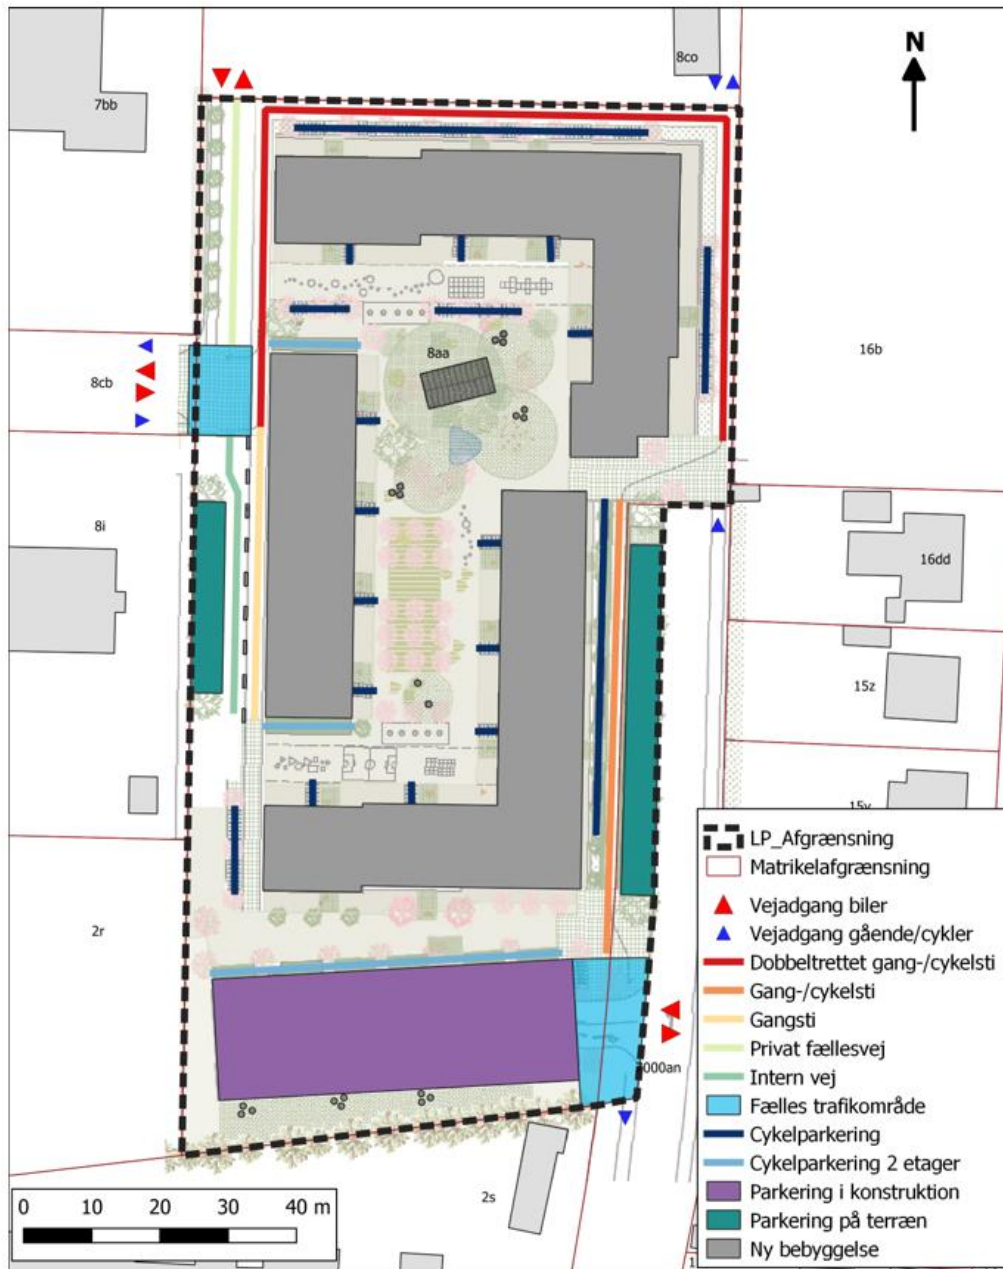 N
8co
7bb
16b
8aa
8cb
8i
16dd
15z
15v
2r
000an
2s
LP_Afgrænsning
Matrikelafgrænsning
Vejadgang biler
Vejadgang gående/cykler
Dobbeltrettet gang-/cykelsti
Gang-/cykelsti
Gangsti
Privat fællesvej
Intern vej
Fælles trafikområde
Cykelparkering
Cykelparkering 2 etager
Parkering i konstruktion
Parkering på terræn
Ny bebyggelse
0 10 20 30 40 m